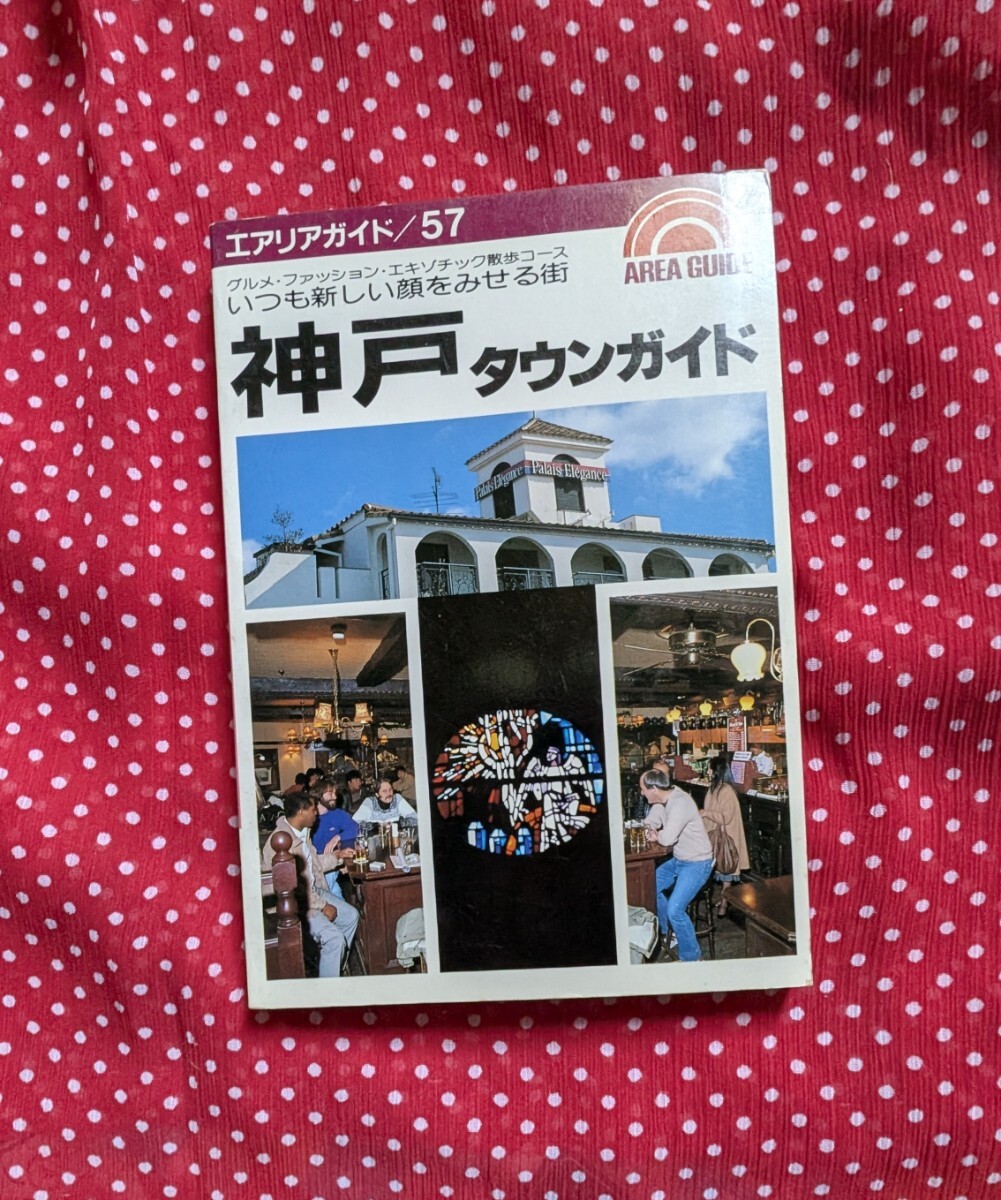 エアリアガイド/57
AREA GUIDE
グルメ・ファッション・エキゾチック散歩コース
いつも新しい顔をみせる街
神戸タウンガイド
Palais Elégance
Palais Elégance